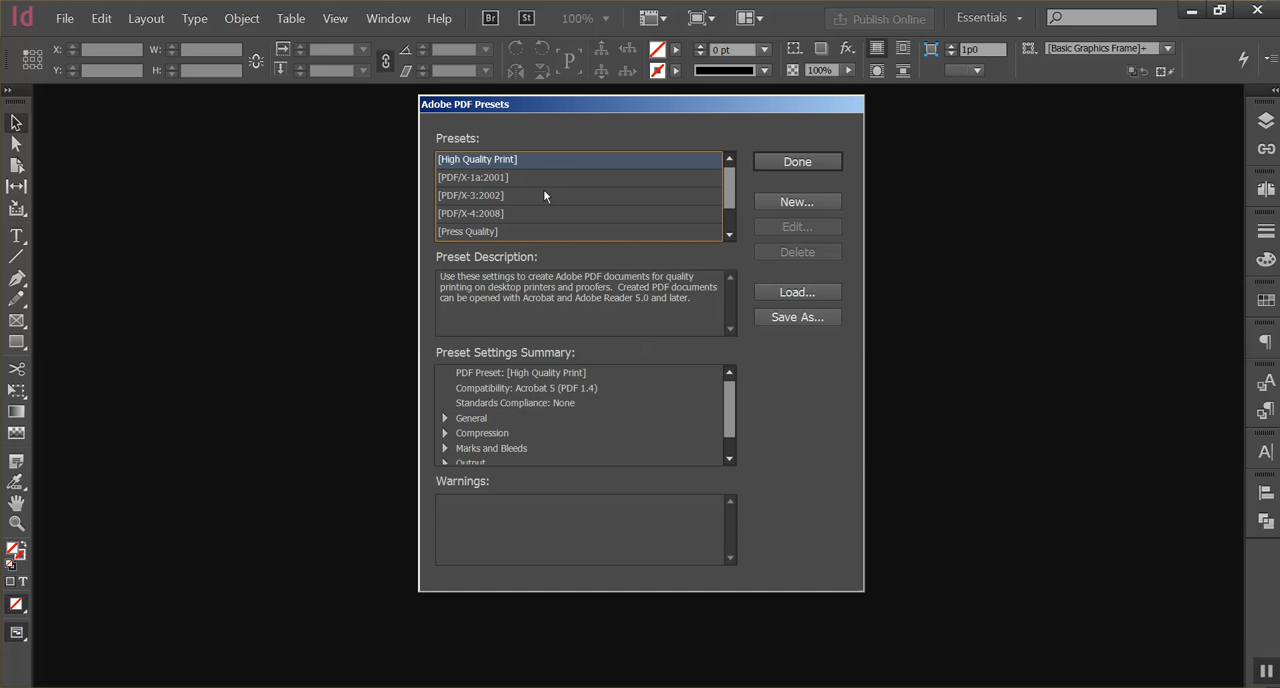 Id File Edit Layout Type Object Table View Window Help Br St 100% Publish Online Essentials
X: W: P 0 pt fx 1p0 [Basic Graphics Frame]+
Y: H: 100%
Adobe PDF Presets
Presets:
[High Quality Print]
[PDF/X-1a:2001]
[PDF/X-3:2002]
[PDF/X-4:2008]
[Press Quality]
Done
New...
Edit...
Delete
Load...
Save As...
Preset Description:
Use these settings to create Adobe PDF documents for quality
printing on desktop printers and proofers. Created PDF documents
can be opened with Acrobat and Adobe Reader 5.0 and later.
Preset Settings Summary:
PDF Preset: [High Quality Print]
Compatibility: Acrobat 5 (PDF 1.4)
Standards Compliance: None
General
Compression
Marks and Bleeds
Output
Warnings: